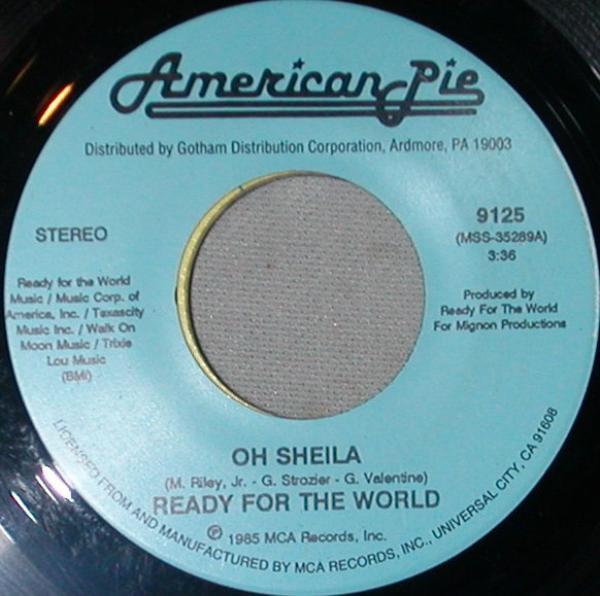 American Pie
Distributed by Gotham Distribution Corporation, Ardmore, PA 19003
STEREO
9125
(MSS-35289A)
3:36
Ready for the World
Music / Music Corp. of
America, Inc. / Texascity
Music Inc. / Walk On
Moon Music / Trixie
Lou Music
(BMI)
Produced by
Ready For The World
For Mignon Productions
OH SHEILA
(M. Riley, Jr. - G. Strozier - G. Valentine)
READY FOR THE WORLD
℗ 1985 MCA Records, Inc.
LICENSED FROM AND MANUFACTURED BY MCA RECORDS, INC., UNIVERSAL CITY, CA 91608